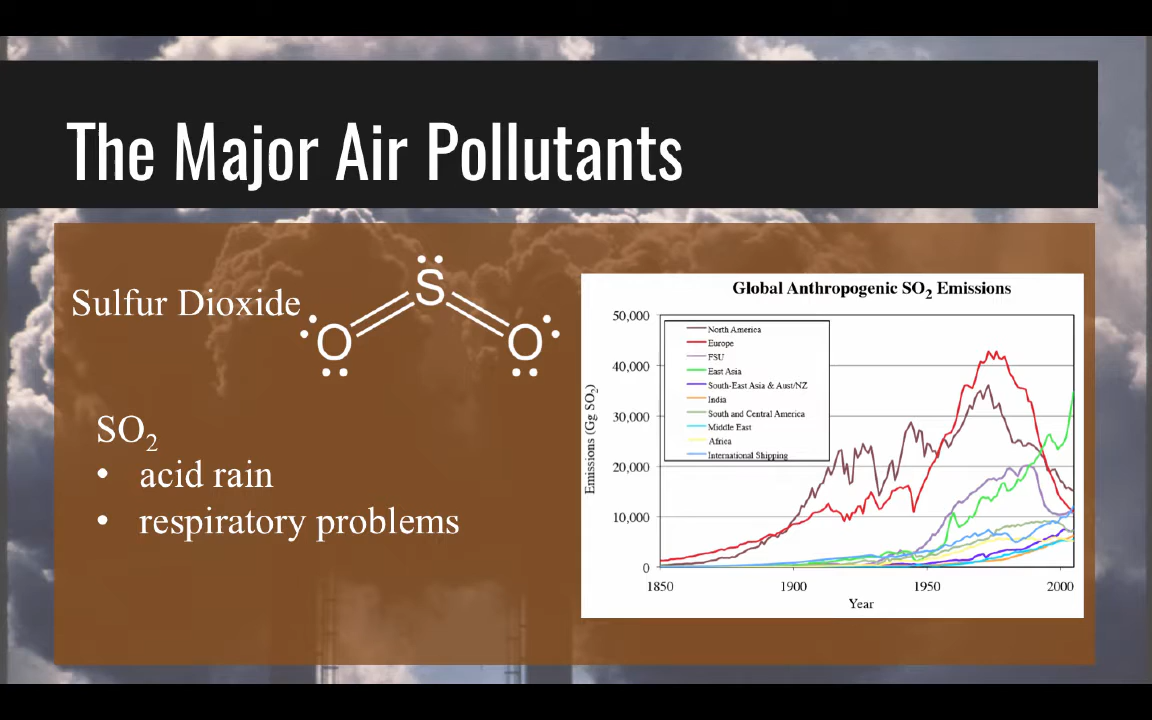 The Major Air Pollutants
Sulfur Dioxide
S
O
O
SO₂
• acid rain
• respiratory problems
Global Anthropogenic SO₂ Emissions
Emissions (Gg SO₂)
50,000
40,000
30,000
20,000
10,000
0
North America
Europe
FSU
East Asia
South-East Asia & Aust/NZ
India
South and Central America
Middle East
Africa
International Shipping
1850
1900
1950
2000
Year